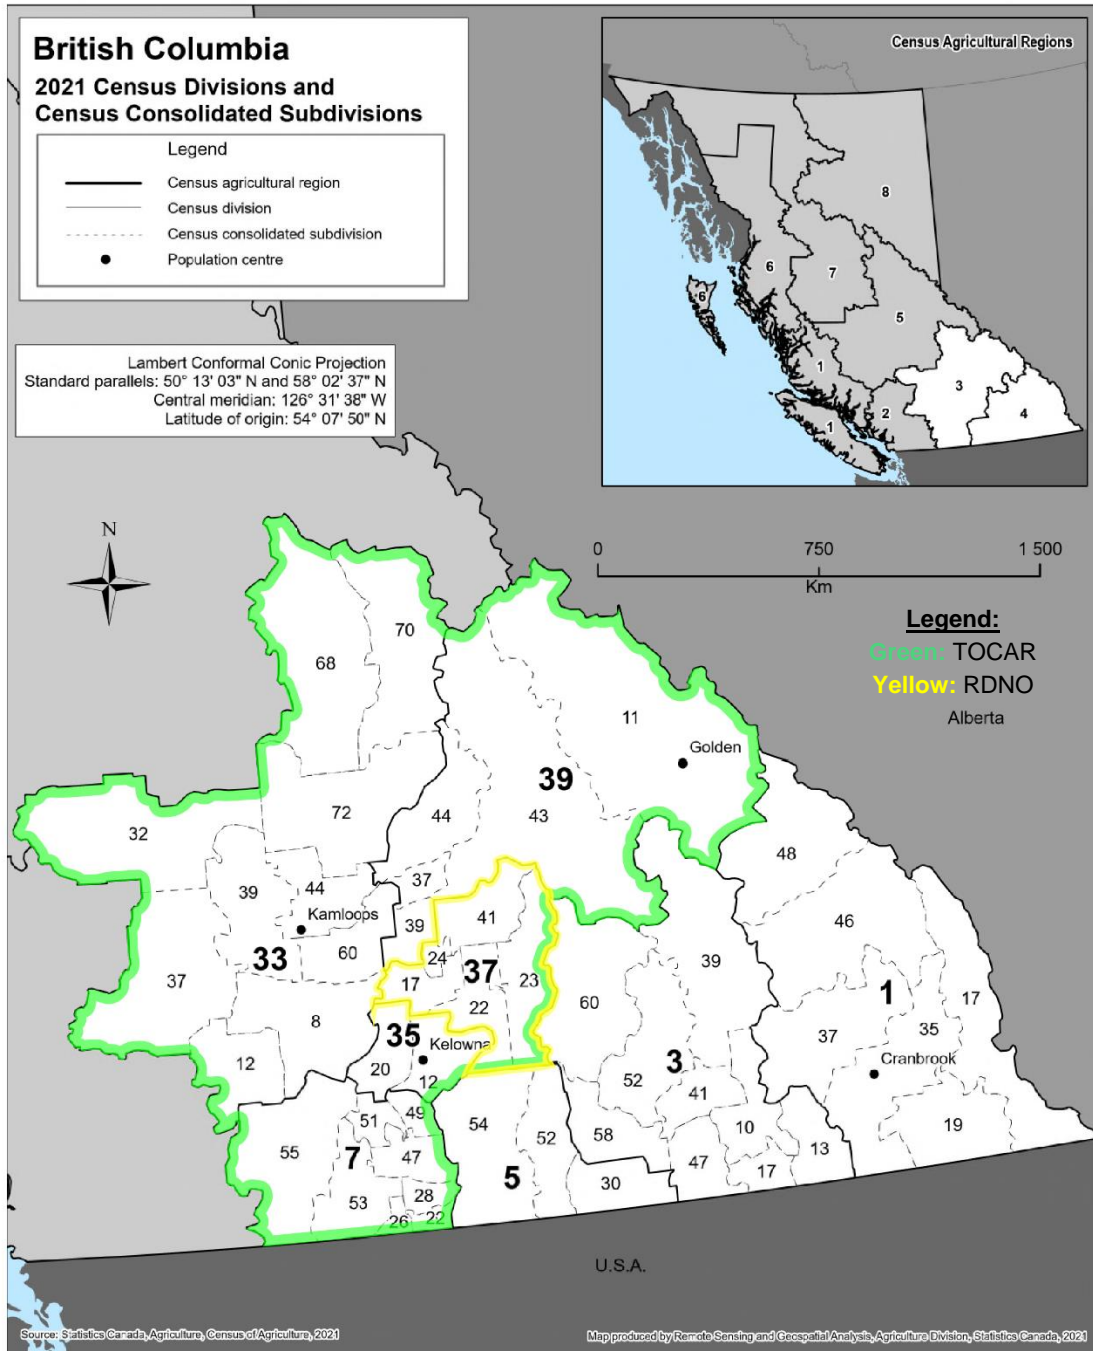 British Columbia
2021 Census Divisions and
Census Consolidated Subdivisions
Legend
Census agricultural region
Census division
Census consolidated subdivision
Population centre
Census Agricultural Regions
8
6
7
6
5
1
3
4
2
1
Lambert Conformal Conic Projection
Standard parallels: 50° 13' 03" N and 58° 02' 37" N
Central meridian: 126° 31' 38" W
Latitude of origin: 54° 07' 50" N
N
0 750 1 500
Km
Legend:
Green: TOCAR
Yellow: RDNO
Alberta
70
68
11
Golden
39
72
44
43
32
48
44
37
39
Kamloops
39
41
46
33
60
24
37
39
37
17
23
60
22
1
17
8
35
Kelowna
37
35
12
20
12
3
Cranbrook
52
41
51
49
54
55
7
47
52
58
10
19
5
47
13
17
53
28
30
26
22
U.S.A.
Source: Statistics Canada, Agriculture, Census of Agriculture, 2021
Map produced by Remote Sensing and Geospatial Analysis, Agriculture Division, Statistics Canada, 2021